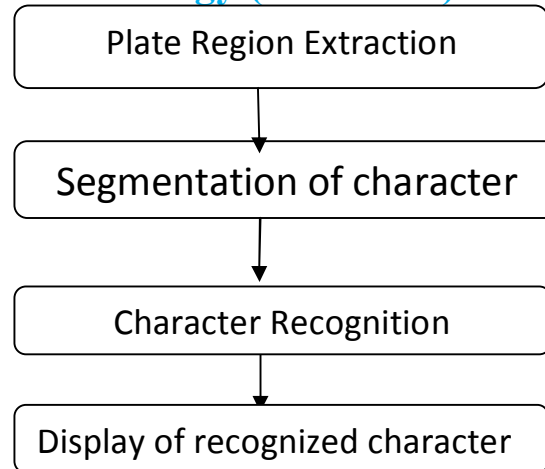 Plate Region Extraction
Segmentation of character
Character Recognition
Display of recognized character